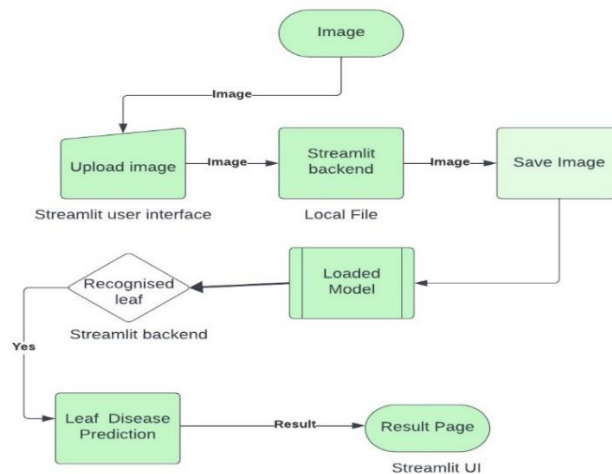 Image
Image
Upload image
Image
Streamlit
backend
Image
Save Image
Streamlit user interface
Local File
Recognised
leaf
Loaded
Model
Streamlit backend
Yes
Leaf Disease
Prediction
Result
Result Page
Streamlit UI